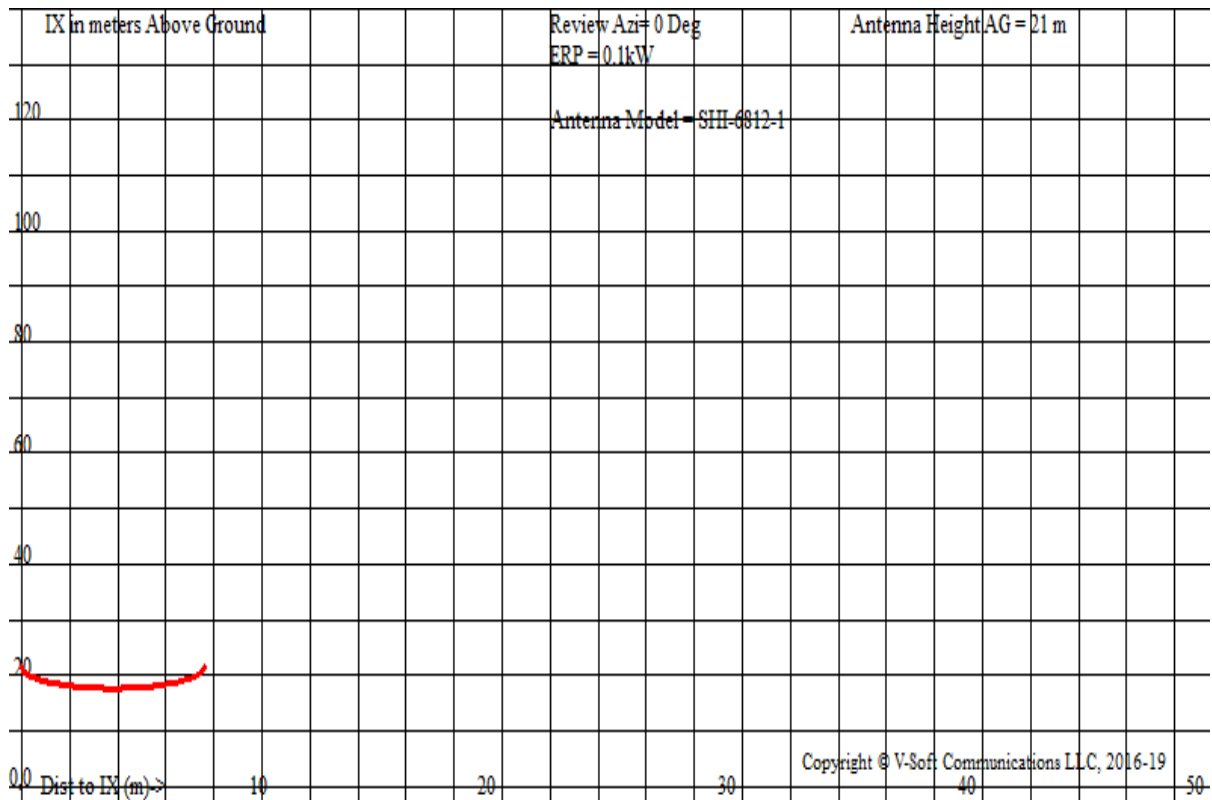 IX in meters Above Ground
Review Azi= 0 Deg
Antenna Height AG = 21 m
ERP = 0.1kW
120
Antenna Model = SHI-6812-1
100
80
60
40
20
Copyright © V-Soft Communications LLC, 2016-19
0,0 Dist to IX (m)-> 10 20 30 40 50